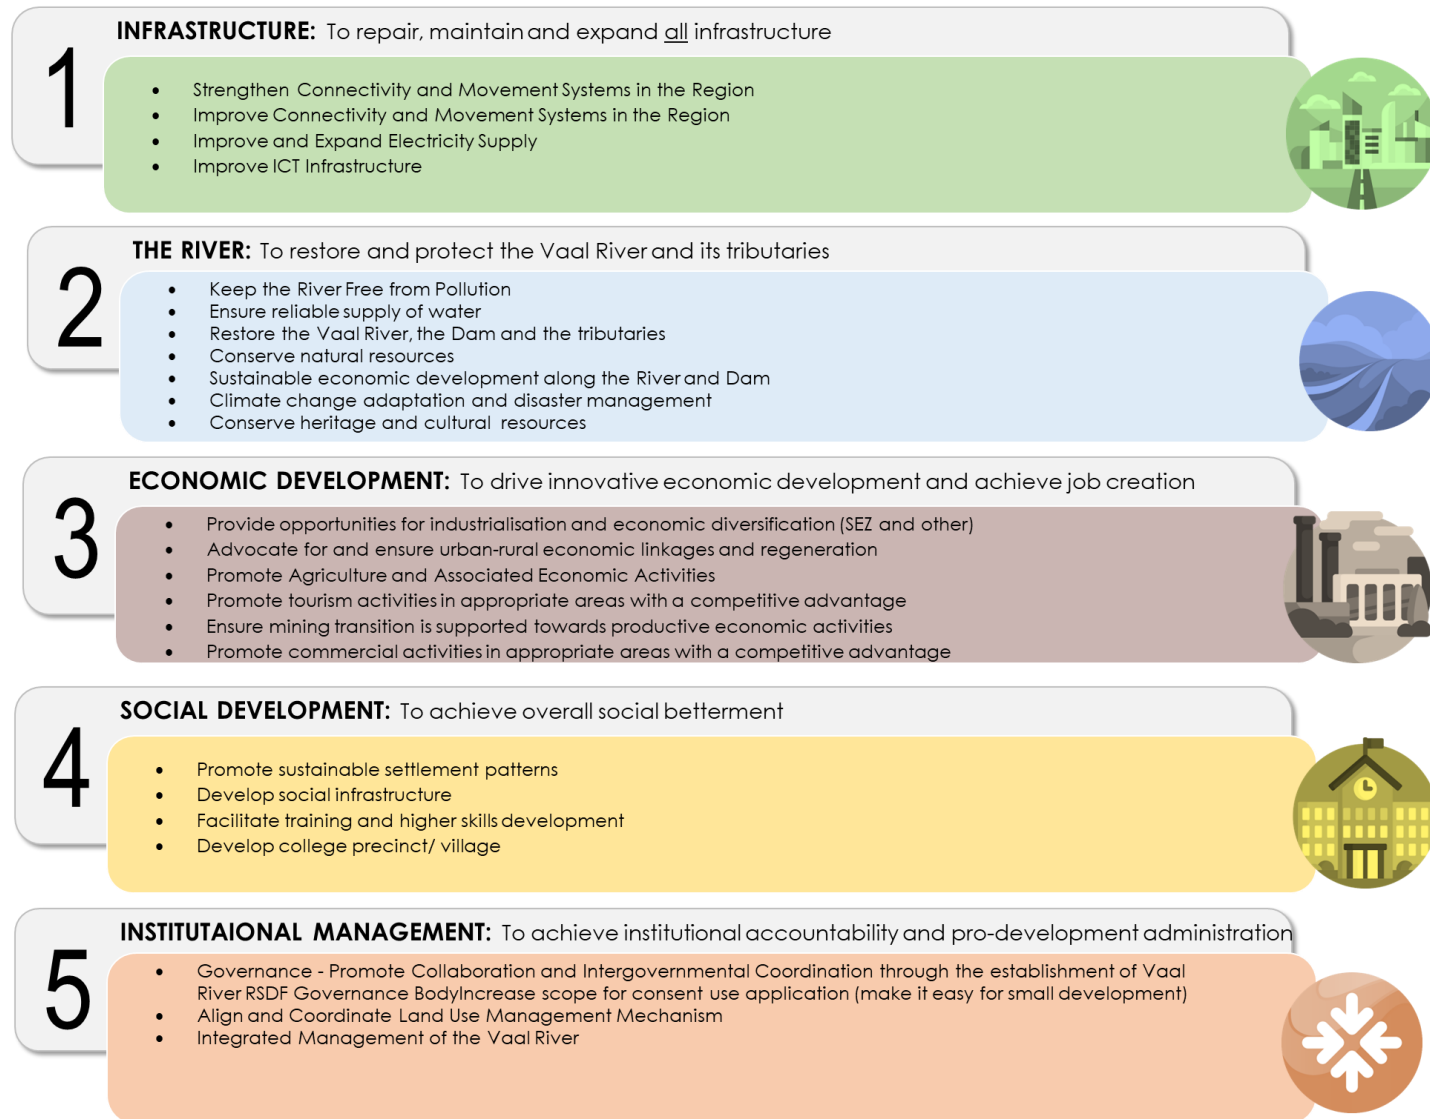 1
INFRASTRUCTURE: To repair, maintain and expand all infrastructure
• Strengthen Connectivity and Movement Systems in the Region
• Improve Connectivity and Movement Systems in the Region
• Improve and Expand Electricity Supply
• Improve ICT Infrastructure
2
THE RIVER: To restore and protect the Vaal River and its tributaries
• Keep the River Free from Pollution
• Ensure reliable supply of water
• Restore the Vaal River, the Dam and the tributaries
• Conserve natural resources
• Sustainable economic development along the River and Dam
• Climate change adaptation and disaster management
• Conserve heritage and cultural resources
3
ECONOMIC DEVELOPMENT: To drive innovative economic development and achieve job creation
• Provide opportunities for industrialisation and economic diversification (SEZ and other)
• Advocate for and ensure urban-rural economic linkages and regeneration
• Promote Agriculture and Associated Economic Activities
• Promote tourism activities in appropriate areas with a competitive advantage
• Ensure mining transition is supported towards productive economic activities
• Promote commercial activities in appropriate areas with a competitive advantage
4
SOCIAL DEVELOPMENT: To achieve overall social betterment
• Promote sustainable settlement patterns
• Develop social infrastructure
• Facilitate training and higher skills development
• Develop college precinct/ village
5
INSTITUTAIONAL MANAGEMENT: To achieve institutional accountability and pro-development administration
• Governance - Promote Collaboration and Intergovernmental Coordination through the establishment of Vaal
River RSDF Governance BodyIncrease scope for consent use application (make it easy for small development)
• Align and Coordinate Land Use Management Mechanism
• Integrated Management of the Vaal River